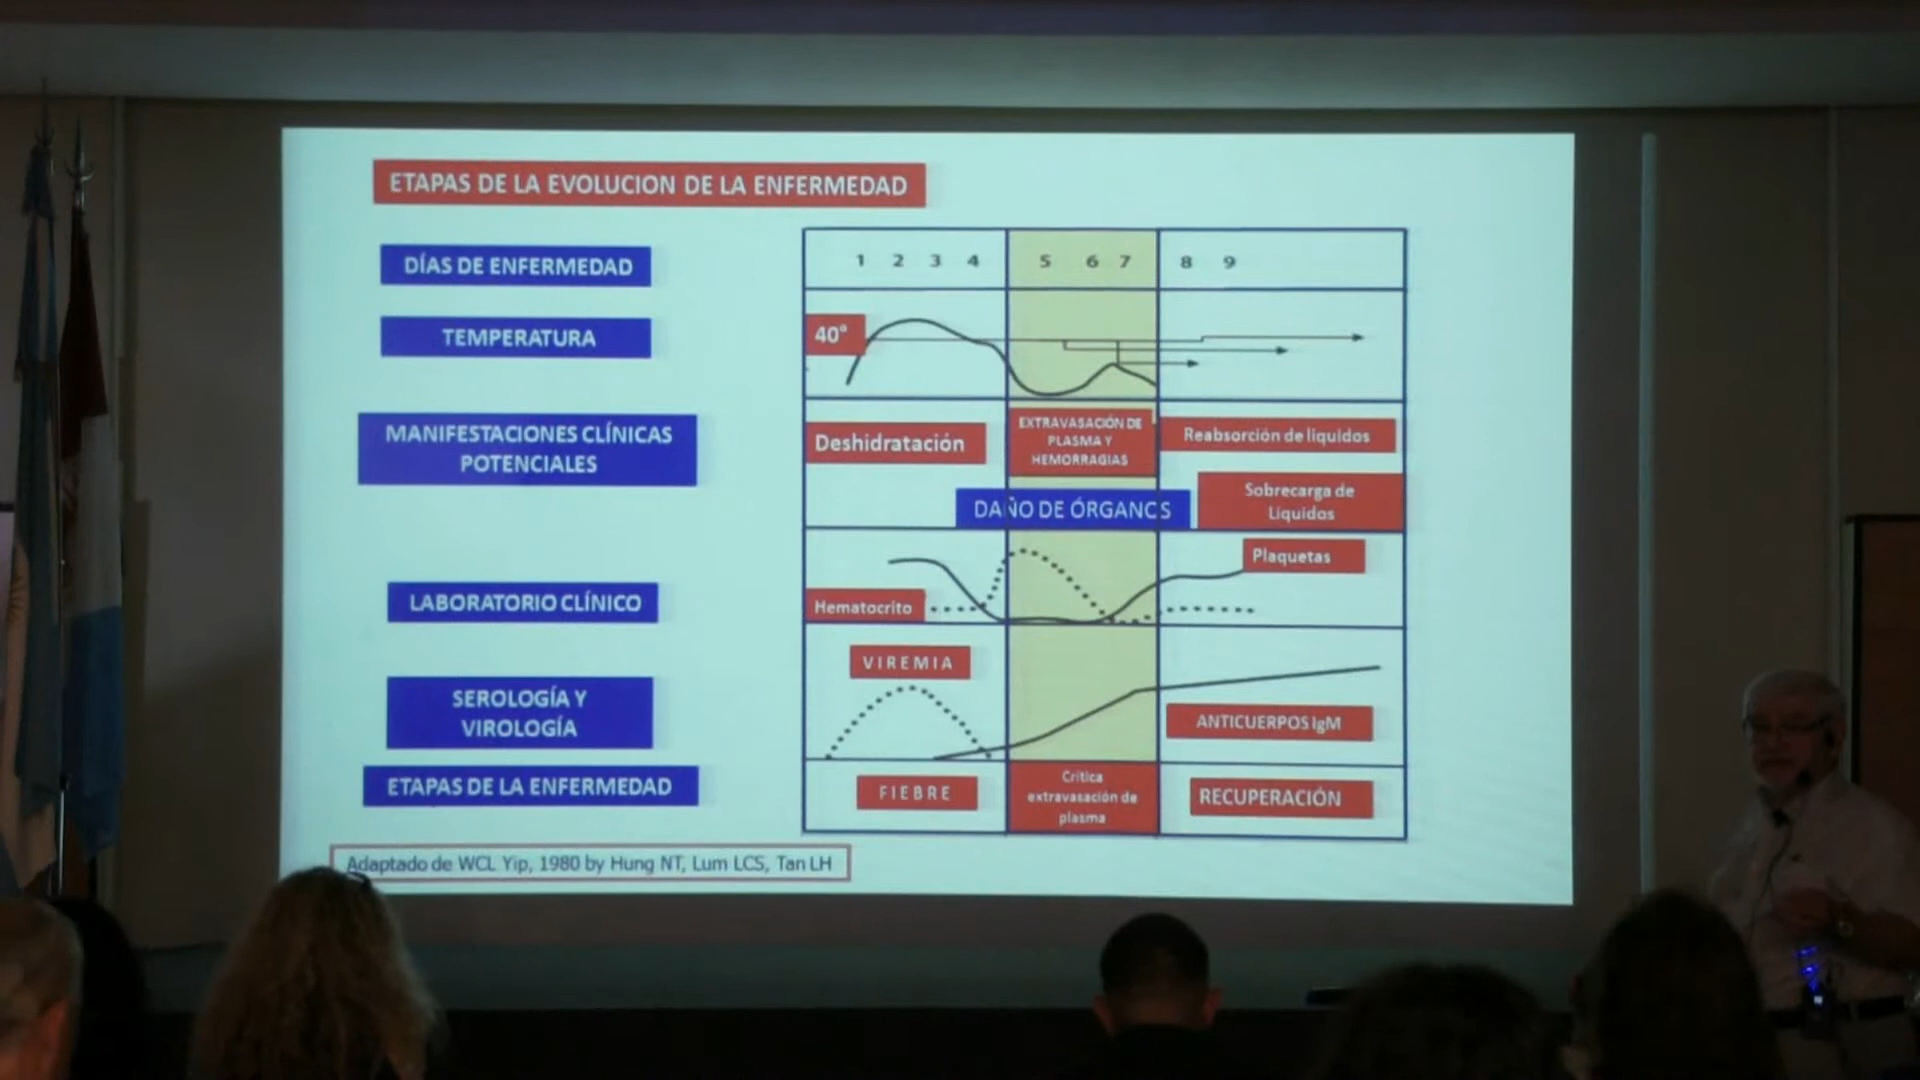 ETAPAS DE LA EVOLUCION DE LA ENFERMEDAD
DÍAS DE ENFERMEDAD
1 2 3 4 5 6 7 8 9
TEMPERATURA
40°
MANIFESTACIONES CLÍNICAS
POTENCIALES
Deshidratación
EXTRAVASACIÓN DE
PLASMA Y
HEMORRAGIAS
Reabsorción de líquidos
DAÑO DE ÓRGANOS
Sobrecarga de
Líquidos
LABORATORIO CLÍNICO
Hematocrito
Plaquetas
SEROLOGÍA Y
VIROLOGÍA
VIREMIA
ANTICUERPOS IgM
ETAPAS DE LA ENFERMEDAD
FIEBRE
Crítica
extravasación de
plasma
RECUPERACIÓN
Adaptado de WCL Yip, 1980 by Hung NT, Lum LCS, Tan LH